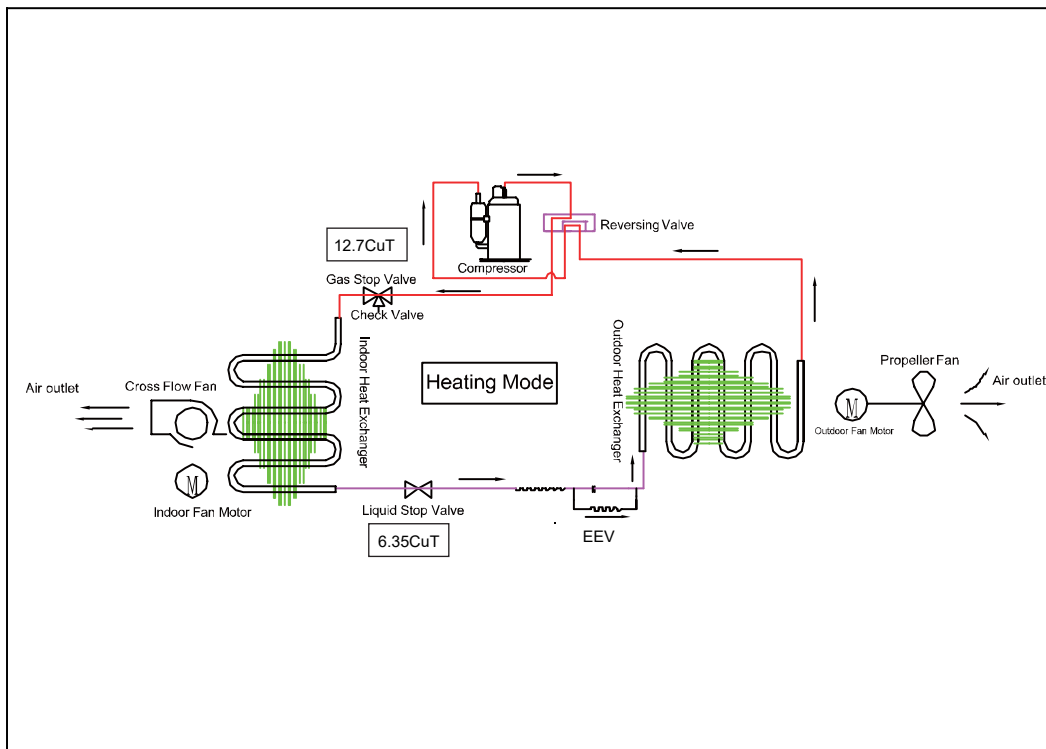 Reversing Valve
12.7CuT
Compressor
Gas Stop Valve
Check Valve
Indoor Heat Exchanger
Outdoor Heat Exchanger
Heating Mode
Propeller Fan
Air outlet
Cross Flow Fan
Air outlet
M
Outdoor Fan Motor
M
Indoor Fan Motor
Liquid Stop Valve
EEV
6.35CuT